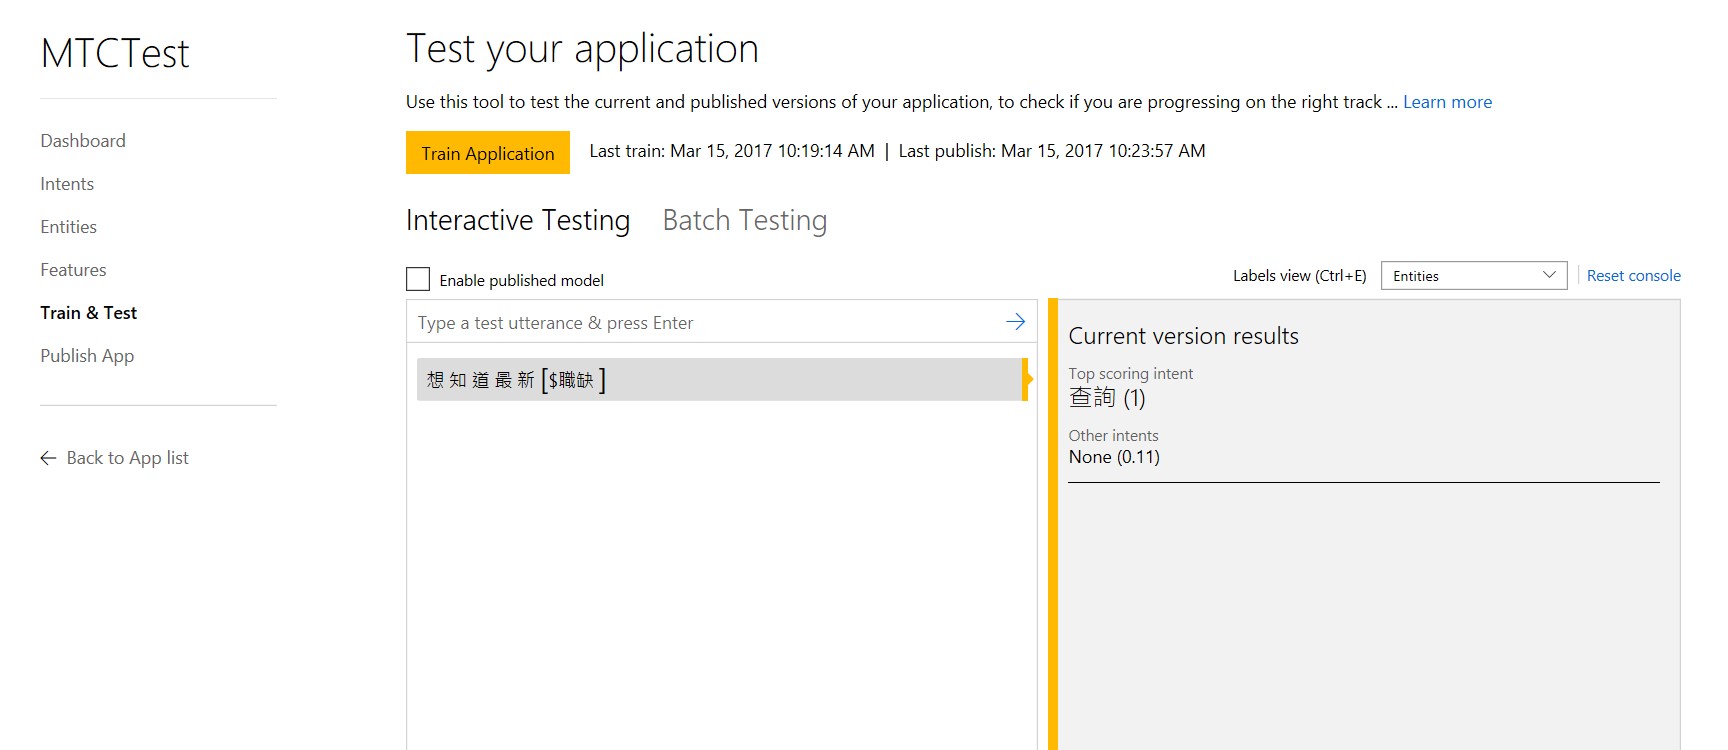 MTCTest
Dashboard
Intents
Entities
Features
Train & Test
Publish App
← Back to App list
Test your application
Use this tool to test the current and published versions of your application, to check if you are progressing on the right track ... Learn more
Train Application Last train: Mar 15, 2017 10:19:14 AM | Last publish: Mar 15, 2017 10:23:57 AM
Interactive Testing Batch Testing
Enable published model
Labels view (Ctrl+E) Entities Reset console
Type a test utterance & press Enter
想 知 道 最 新 [$職缺 ]
Current version results
Top scoring intent
查詢 (1)
Other intents
None (0.11)